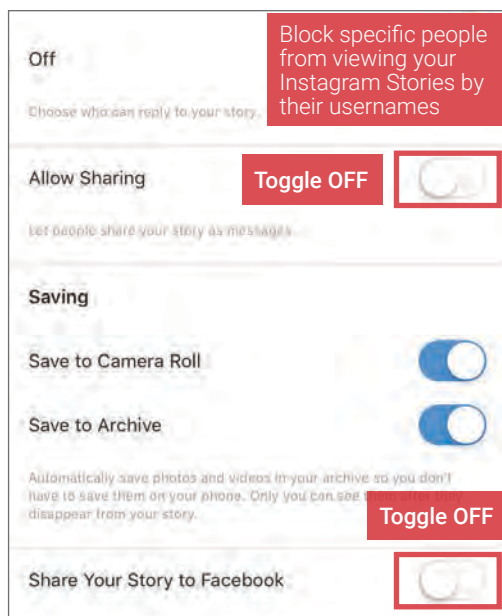 Block specific people
from viewing your
Instagram Stories by
their usernames
Off
Choose who can reply to your story.
Allow Sharing
Toggle OFF
Let people share your story as messages
Saving
Save to Camera Roll
Save to Archive
Automatically save photos and videos in your archive so you don't
have to save them on your phone. Only you can see them after they
disappear from your story.
Toggle OFF
Share Your Story to Facebook